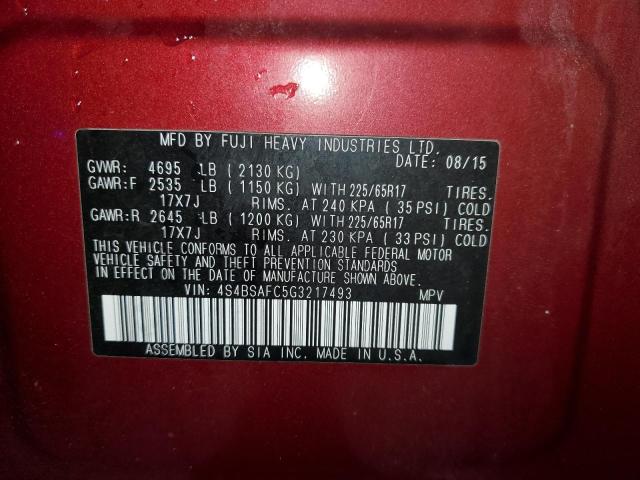 MFD BY FUJI HEAVY INDUSTRIES LTD.
DATE: 08/15
GVWR: 4695 LB ( 2130 KG)
GAWR:F 2535 LB ( 1150 KG) WITH 225/65R17 TIRES.
17X7J RIMS. AT 240 KPA ( 35 PSI) COLD
GAWR:R 2645 LB ( 1200 KG) WITH 225/65R17 TIRES.
17X7J RIMS. AT 230 KPA ( 33 PSI) COLD
THIS VEHICLE CONFORMS TO ALL APPLICABLE FEDERAL MOTOR
VEHICLE SAFETY AND THEFT PREVENTION STANDARDS
IN EFFECT ON THE DATE OF MANUFACTURE SHOWN ABOVE.
VIN: 4S4BSAFC5G3217493 MPV
ASSEMBLED BY SIA INC. MADE IN U.S.A.